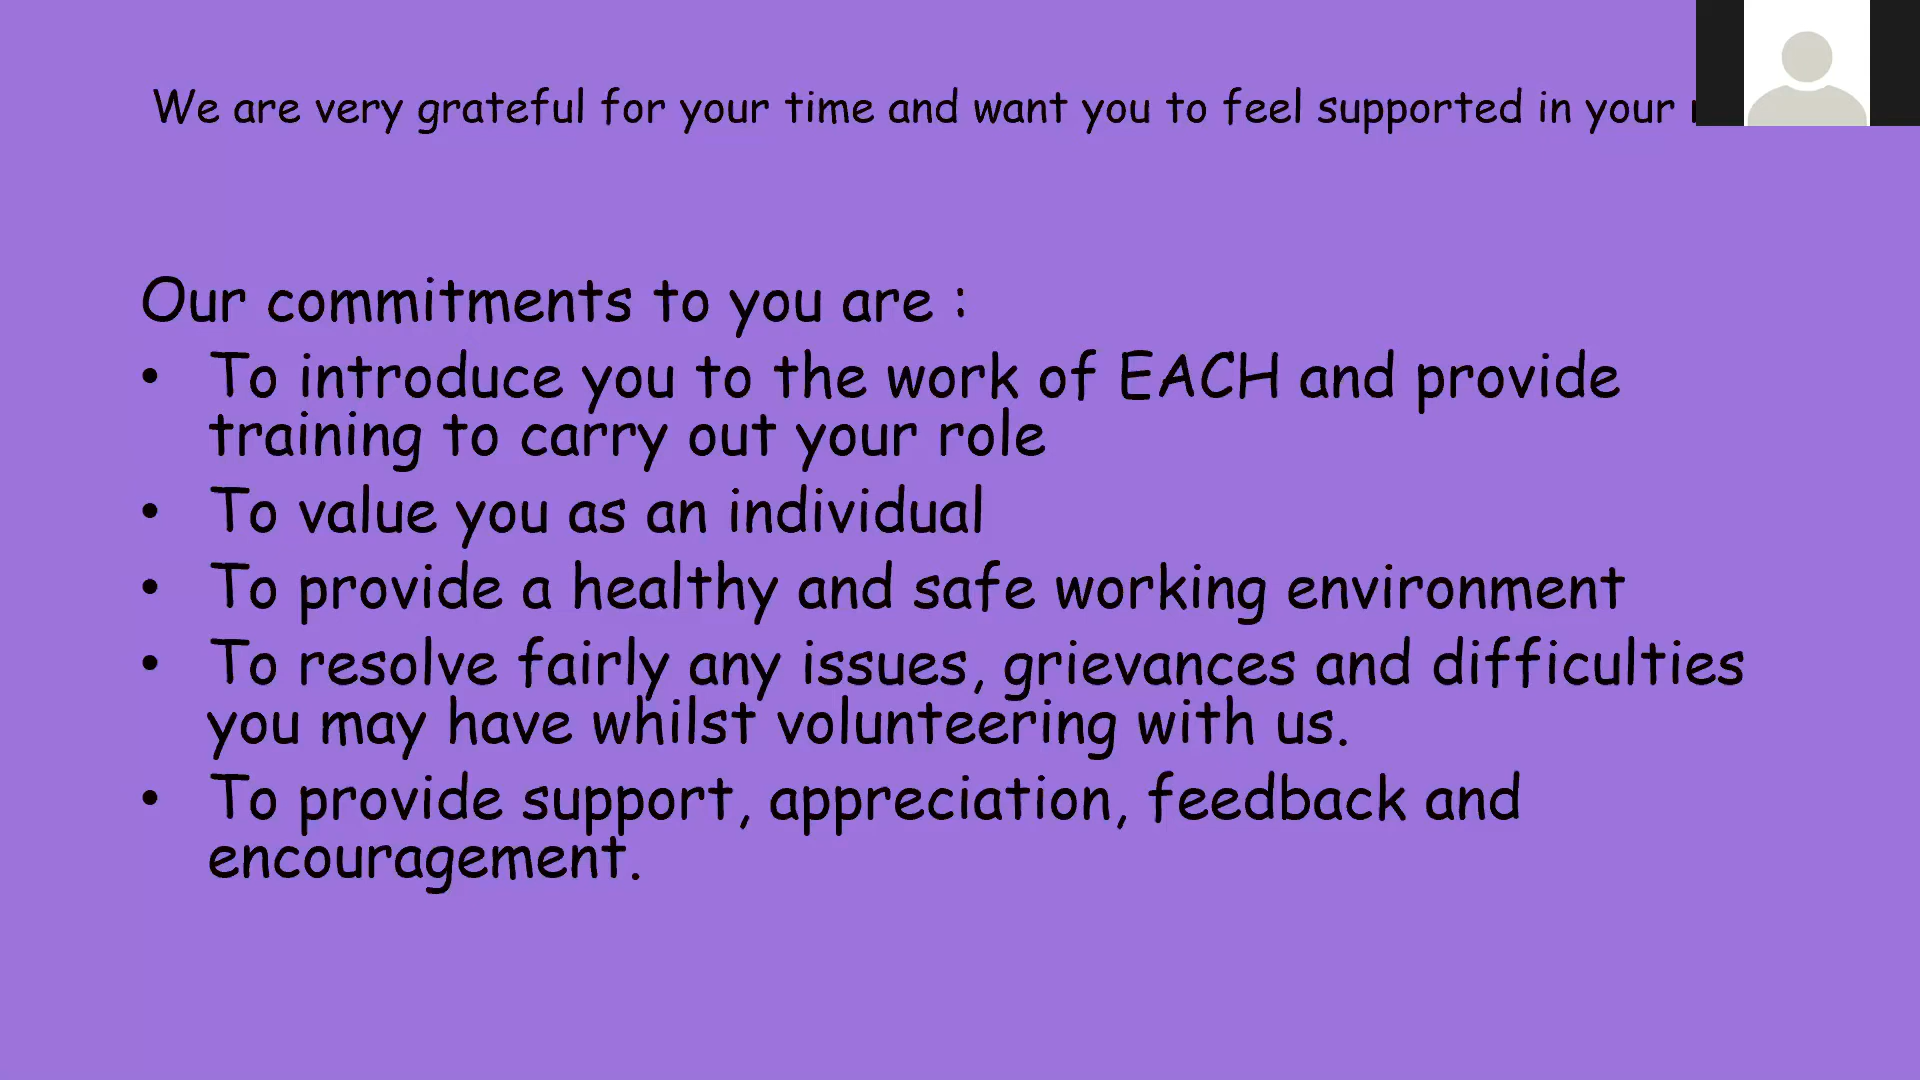 We are very grateful for your time and want you to feel supported in your
Our commitments to you are :
• To introduce you to the work of EACH and provide
training to carry out your role
• To value you as an individual
• To provide a healthy and safe working environment
• To resolve fairly any issues, grievances and difficulties
you may have whilst volunteering with us.
• To provide support, appreciation, feedback and
encouragement.